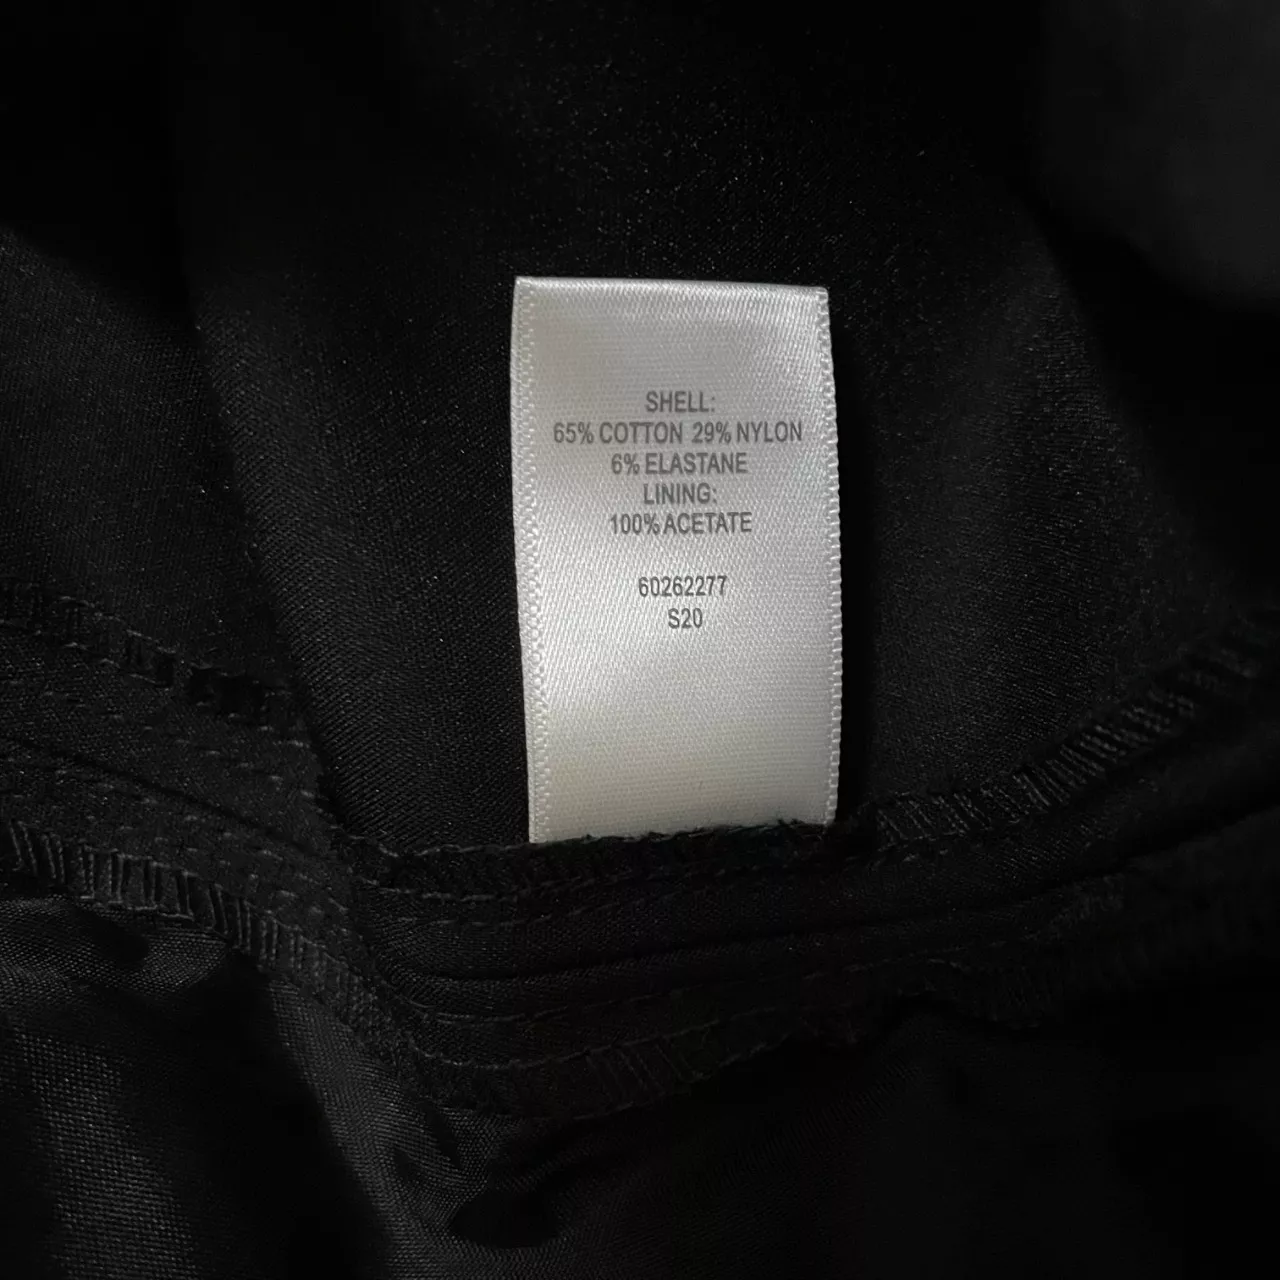 SHELL:
65% COTTON 29% NYLON
6% ELASTANE
LINING:
100% ACETATE
60262277
S20